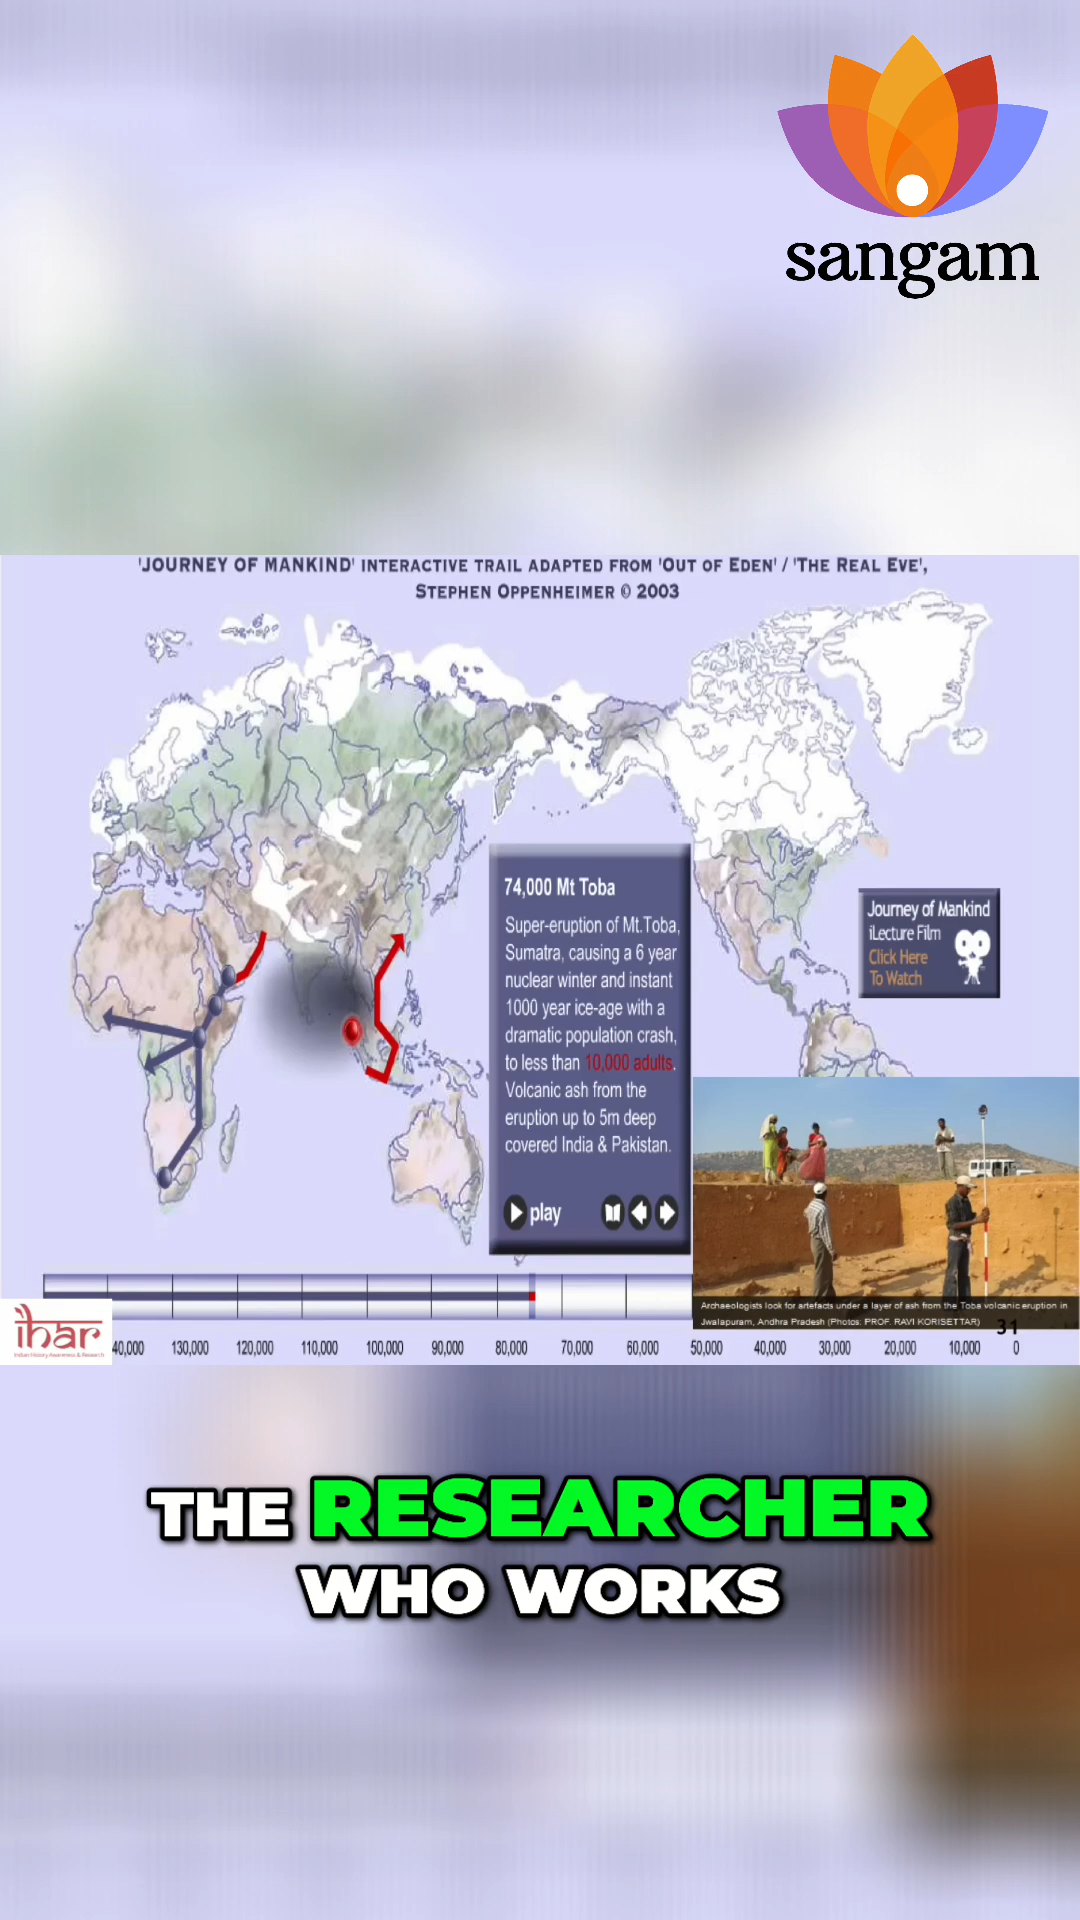 sangam
'JOURNEY OF MANKIND' INTERACTIVE TRAIL ADAPTED FROM 'OUT OF EDEN' / 'THE REAL EVE',
STEPHEN OPPENHEIMER © 2003
74,000 Mt Toba
Super-eruption of Mt.Toba,
Sumatra, causing a 6 year
nuclear winter and instant
1000 year ice-age with a
dramatic population crash,
to less than 10,000 adults.
Volcanic ash from the
eruption up to 5m deep
covered India & Pakistan.
play
Journey of Mankind
iLecture Film
Click Here
To Watch
Archaeologists look for artefacts under a layer of ash from the Toba volcanic eruption in
Jwalapuram, Andhra Pradesh (Photos: PROF. RAVI KORISETTAR)
31
ihar
Indian History Awareness & Research
40,000 130,000 120,000 110,000 100,000 90,000 80,000 70,000 60,000 50,000 40,000 30,000 20,000 10,000 0
THE RESEARCHER
WHO WORKS